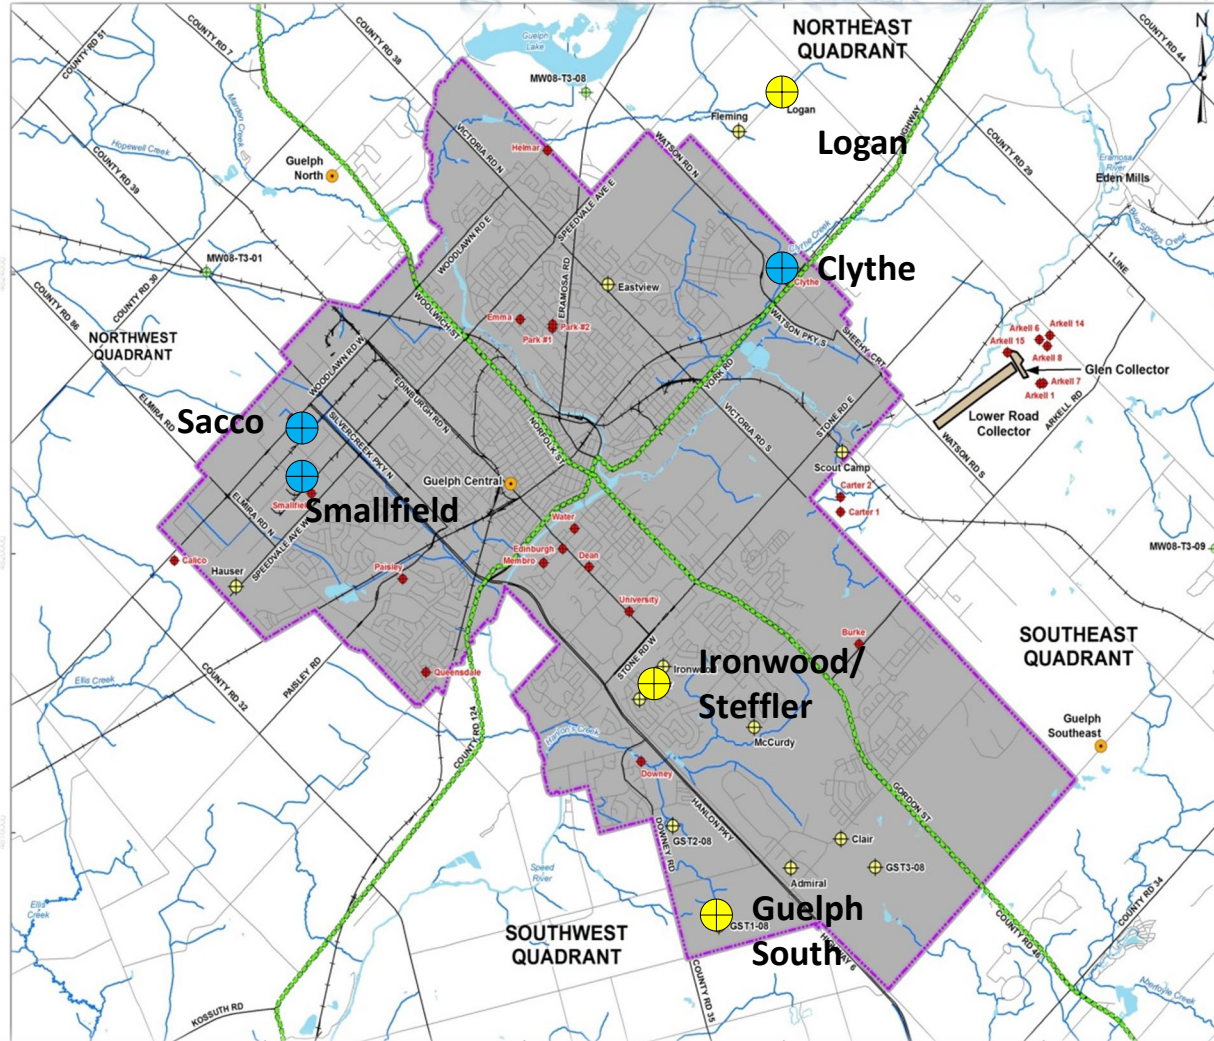 COUNTY RD 51
COUNTY RD 7
COUNTY RD 38
Guelph
Lake
NORTHEAST
QUADRANT
COUNTY RD 44
N
MW08-T3-08
Logan
Fleming
Logan
HIGHWAY 7
COUNTY RD 29
Marden
Creek
Hopewell Creek
COUNTY RD 39
VICTORIA RD N
Helmar
WATSON RD N
Guelph
North
Eramosa
River
Eden Mills
Blue Springs Creek
SPEEDVALE AVE E
WOODLAWN RD E
Clythe Creek
MW08-T3-01
COUNTY RD 30
COUNTY RD 86
Eastview
ERAMOSA RD
Clythe
Clythe
1 LINE
WOOLWICH ST
Emma
Park #2
Park #1
WATSON PKY S
SHEEHY CRT
Arkell 6
Arkell 14
Arkell 15
Arkell 8
Glen Collector
Arkell 7
Arkell 1
NORTHWEST
QUADRANT
WOODLAWN RD W
EDINBURGH RD N
YORK RD
ELMIRA RD
Sacco
SILVERCREEK PKY N
NORFOLK ST
VICTORIA RD S
STONE RD E
Lower Road
Collector
ARKELL RD
WATSON RD S
Scout Camp
Guelph Central
Carter 2
Carter 1
Smallfield
Smallfield
ELMIRA RD N
SPEEDVALE AVE W
Water
Edinburgh
Membro
Dean
MW08-T3-09
Calico
Hauser
Paisley
University
Burke
SOUTHEAST
QUADRANT
STONE RD W
Ironwood
Ironwood/
Steffler
Queensdale
PAISLEY RD
COUNTY RD 32
Ellis Creek
COUNTY RD 124
Hanlon's Creek
McCurdy
Guelph
Southeast
Downey
HANLON PKY
GORDON ST
DOWNEY RD
GST2-08
Clair
GST3-08
Admiral
Speed
River
Ellis
Creek
COUNTY RD 34
Guelph
South
GST1-08
SOUTHWEST
QUADRANT
HIGHWAY 6
COUNTY RD 46
COUNTY RD 35
Aberfoyle Creek
KOSSUTH RD